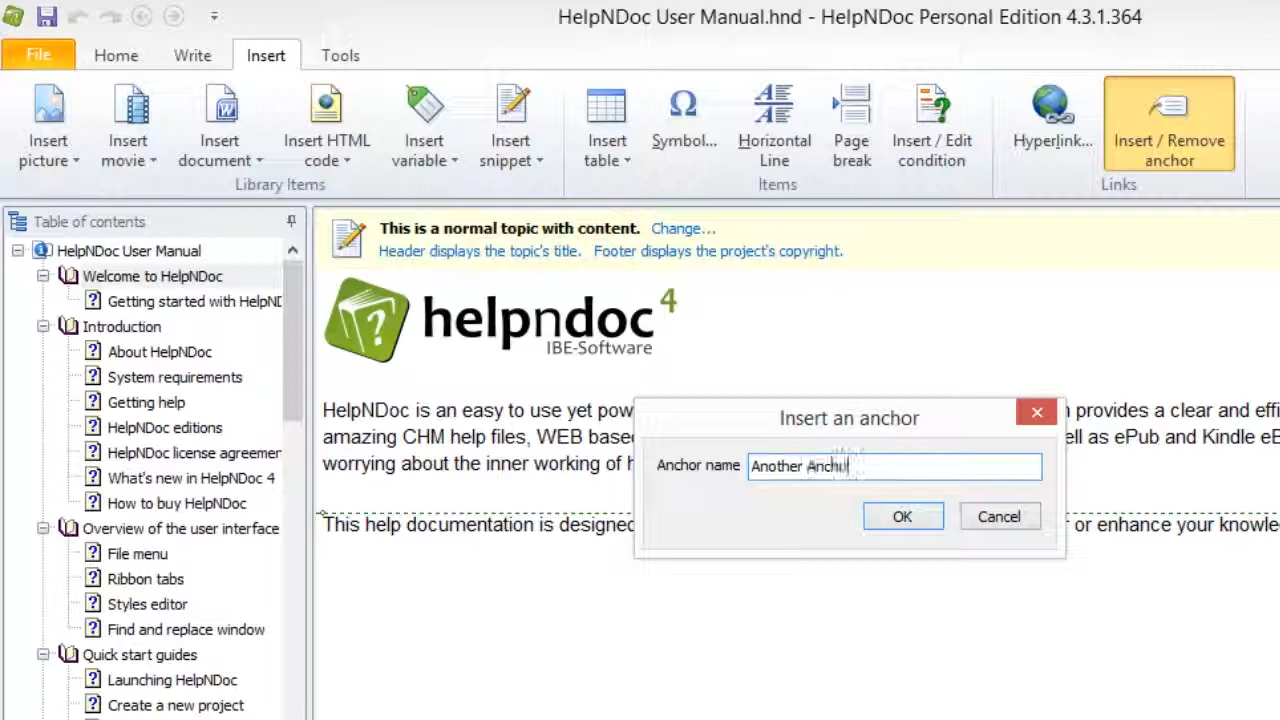 HelpNDoc User Manual.hnd - HelpNDoc Personal Edition 4.3.1.364
File Home Write Insert Tools
Insert picture
Insert movie
Insert document
Insert HTML code
Insert variable
Insert snippet
Insert table
Symbol...
Horizontal Line
Page break
Insert / Edit condition
Hyperlink...
Insert / Remove anchor
Library Items
Items
Links
Table of contents
HelpNDoc User Manual
Welcome to HelpNDoc
Getting started with HelpND
Introduction
About HelpNDoc
System requirements
Getting help
HelpNDoc editions
HelpNDoc license agreemen
What's new in HelpNDoc 4
How to buy HelpNDoc
Overview of the user interface
File menu
Ribbon tabs
Styles editor
Find and replace window
Quick start guides
Launching HelpNDoc
Create a new project
This is a normal topic with content. Change...
Header displays the topic's title. Footer displays the project's copyright.
helpndoc 4
IBE-Software
HelpNDoc is an easy to use yet pow
provides a clear and effi
amazing CHM help files, WEB base
ell as ePub and Kindle eB
worrying about the inner working of
This help documentation is designed
or enhance your knowle
Insert an anchor
Anchor name
Another
OK
Cancel